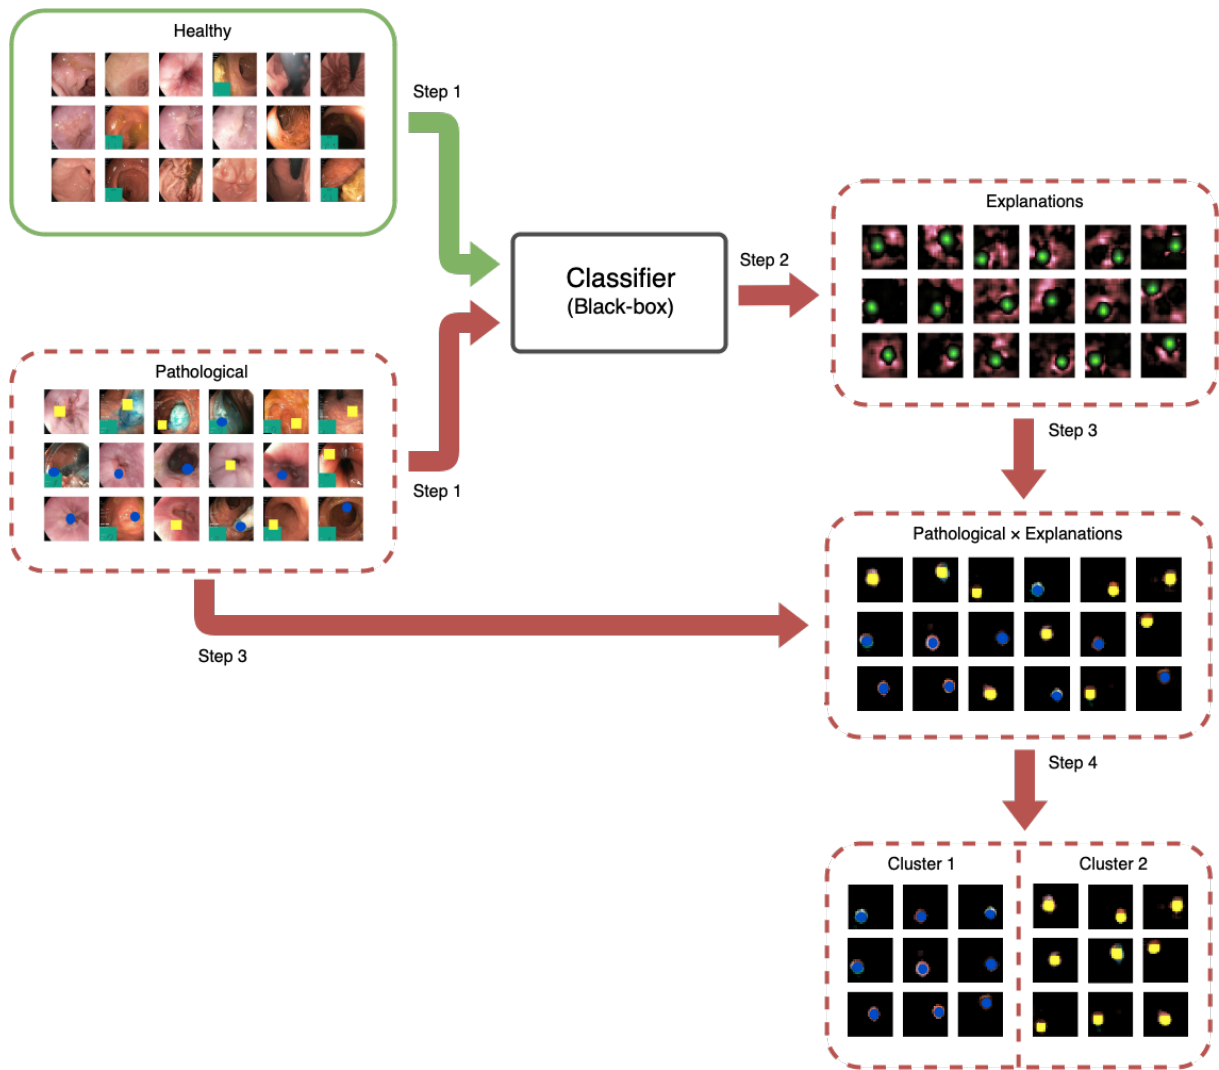 Healthy
Step 1
Classifier
(Black-box)
Step 2
Explanations
Pathological
Step 1
Step 3
Pathological × Explanations
Step 3
Step 4
Cluster 1
Cluster 2